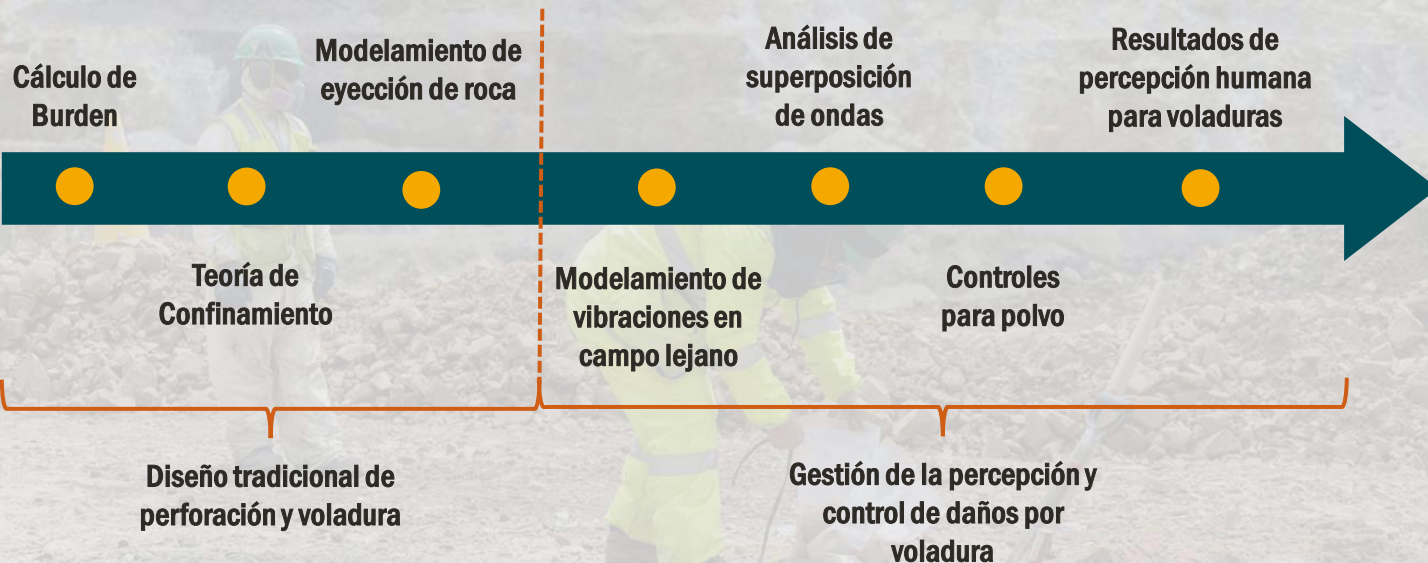 Cálculo de
Burden
Teoría de
Confinamiento
Modelamiento de
eyección de roca
Modelamiento de
vibraciones en
campo lejano
Análisis de
superposición
de ondas
Controles
para polvo
Resultados de
percepción humana
para voladuras
Diseño tradicional de
perforación y voladura
Gestión de la percepción y
control de daños por
voladura